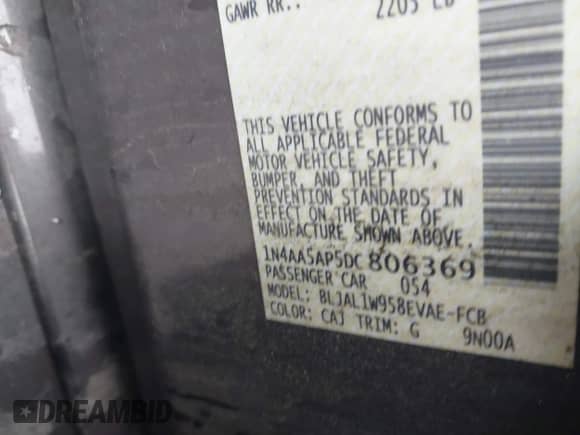 GAWR RR.: 2205 LB
THIS VEHICLE CONFORMS TO
ALL APPLICABLE FEDERAL
MOTOR VEHICLE SAFETY,
BUMPER, AND THEFT
PREVENTION STANDARDS IN
EFFECT ON THE DATE OF
MANUFACTURE SHOWN ABOVE.
1N4AA5AP5DC806369
PASSENGER CAR 054
MODEL: BLJAL1W958EVAE-FCB
COLOR: CAJ TRIM: G 9N00A
DREAMBID